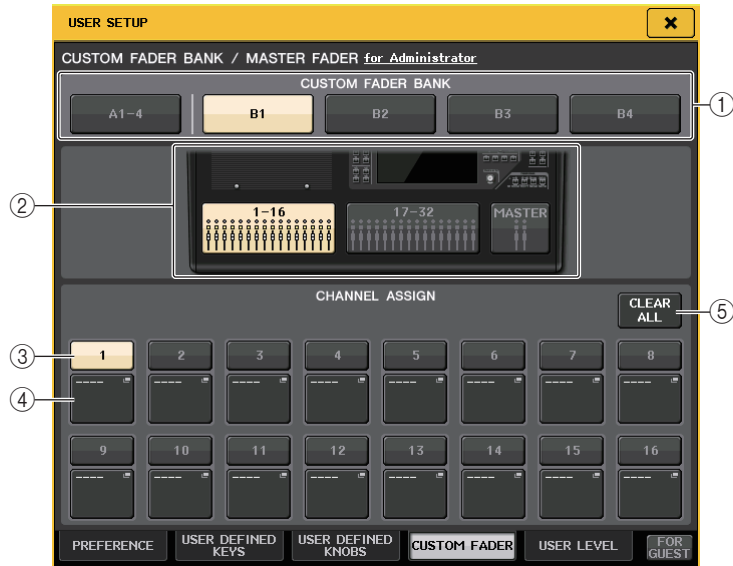 USER SETUP
CUSTOM FADER BANK / MASTER FADER for Administrator
CUSTOM FADER BANK
A1-4 B1 B2 B3 B4
①
②
1-16 17-32 MASTER
CHANNEL ASSIGN
CLEAR ALL
⑤
③
1 2 3 4 5 6 7 8
④
---- ---- ---- ---- ---- ---- ---- ----
9 10 11 12 13 14 15 16
---- ---- ---- ---- ---- ---- ---- ----
PREFERENCE USER DEFINED KEYS USER DEFINED KNOBS CUSTOM FADER USER LEVEL FOR GUEST